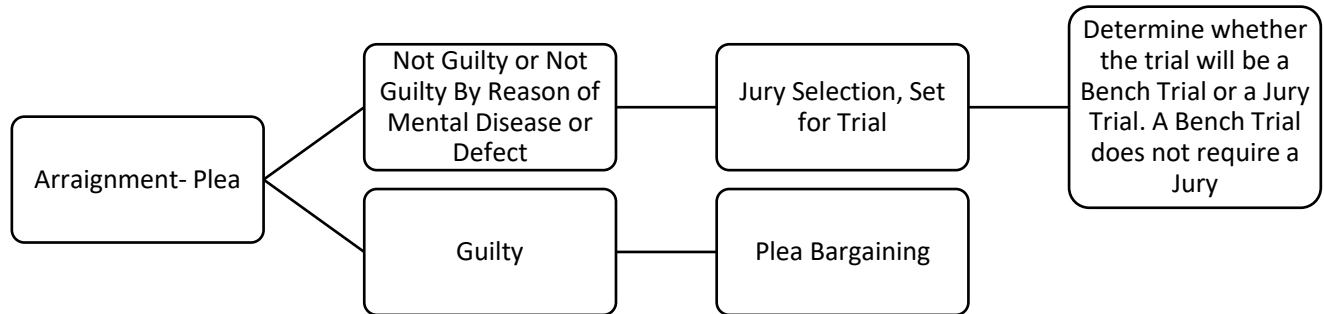 Arraignment- Plea
Not Guilty or Not
Guilty By Reason of
Mental Disease or
Defect
Jury Selection, Set
for Trial
Determine whether
the trial will be a
Bench Trial or a Jury
Trial. A Bench Trial
does not require a
Jury
Guilty
Plea Bargaining